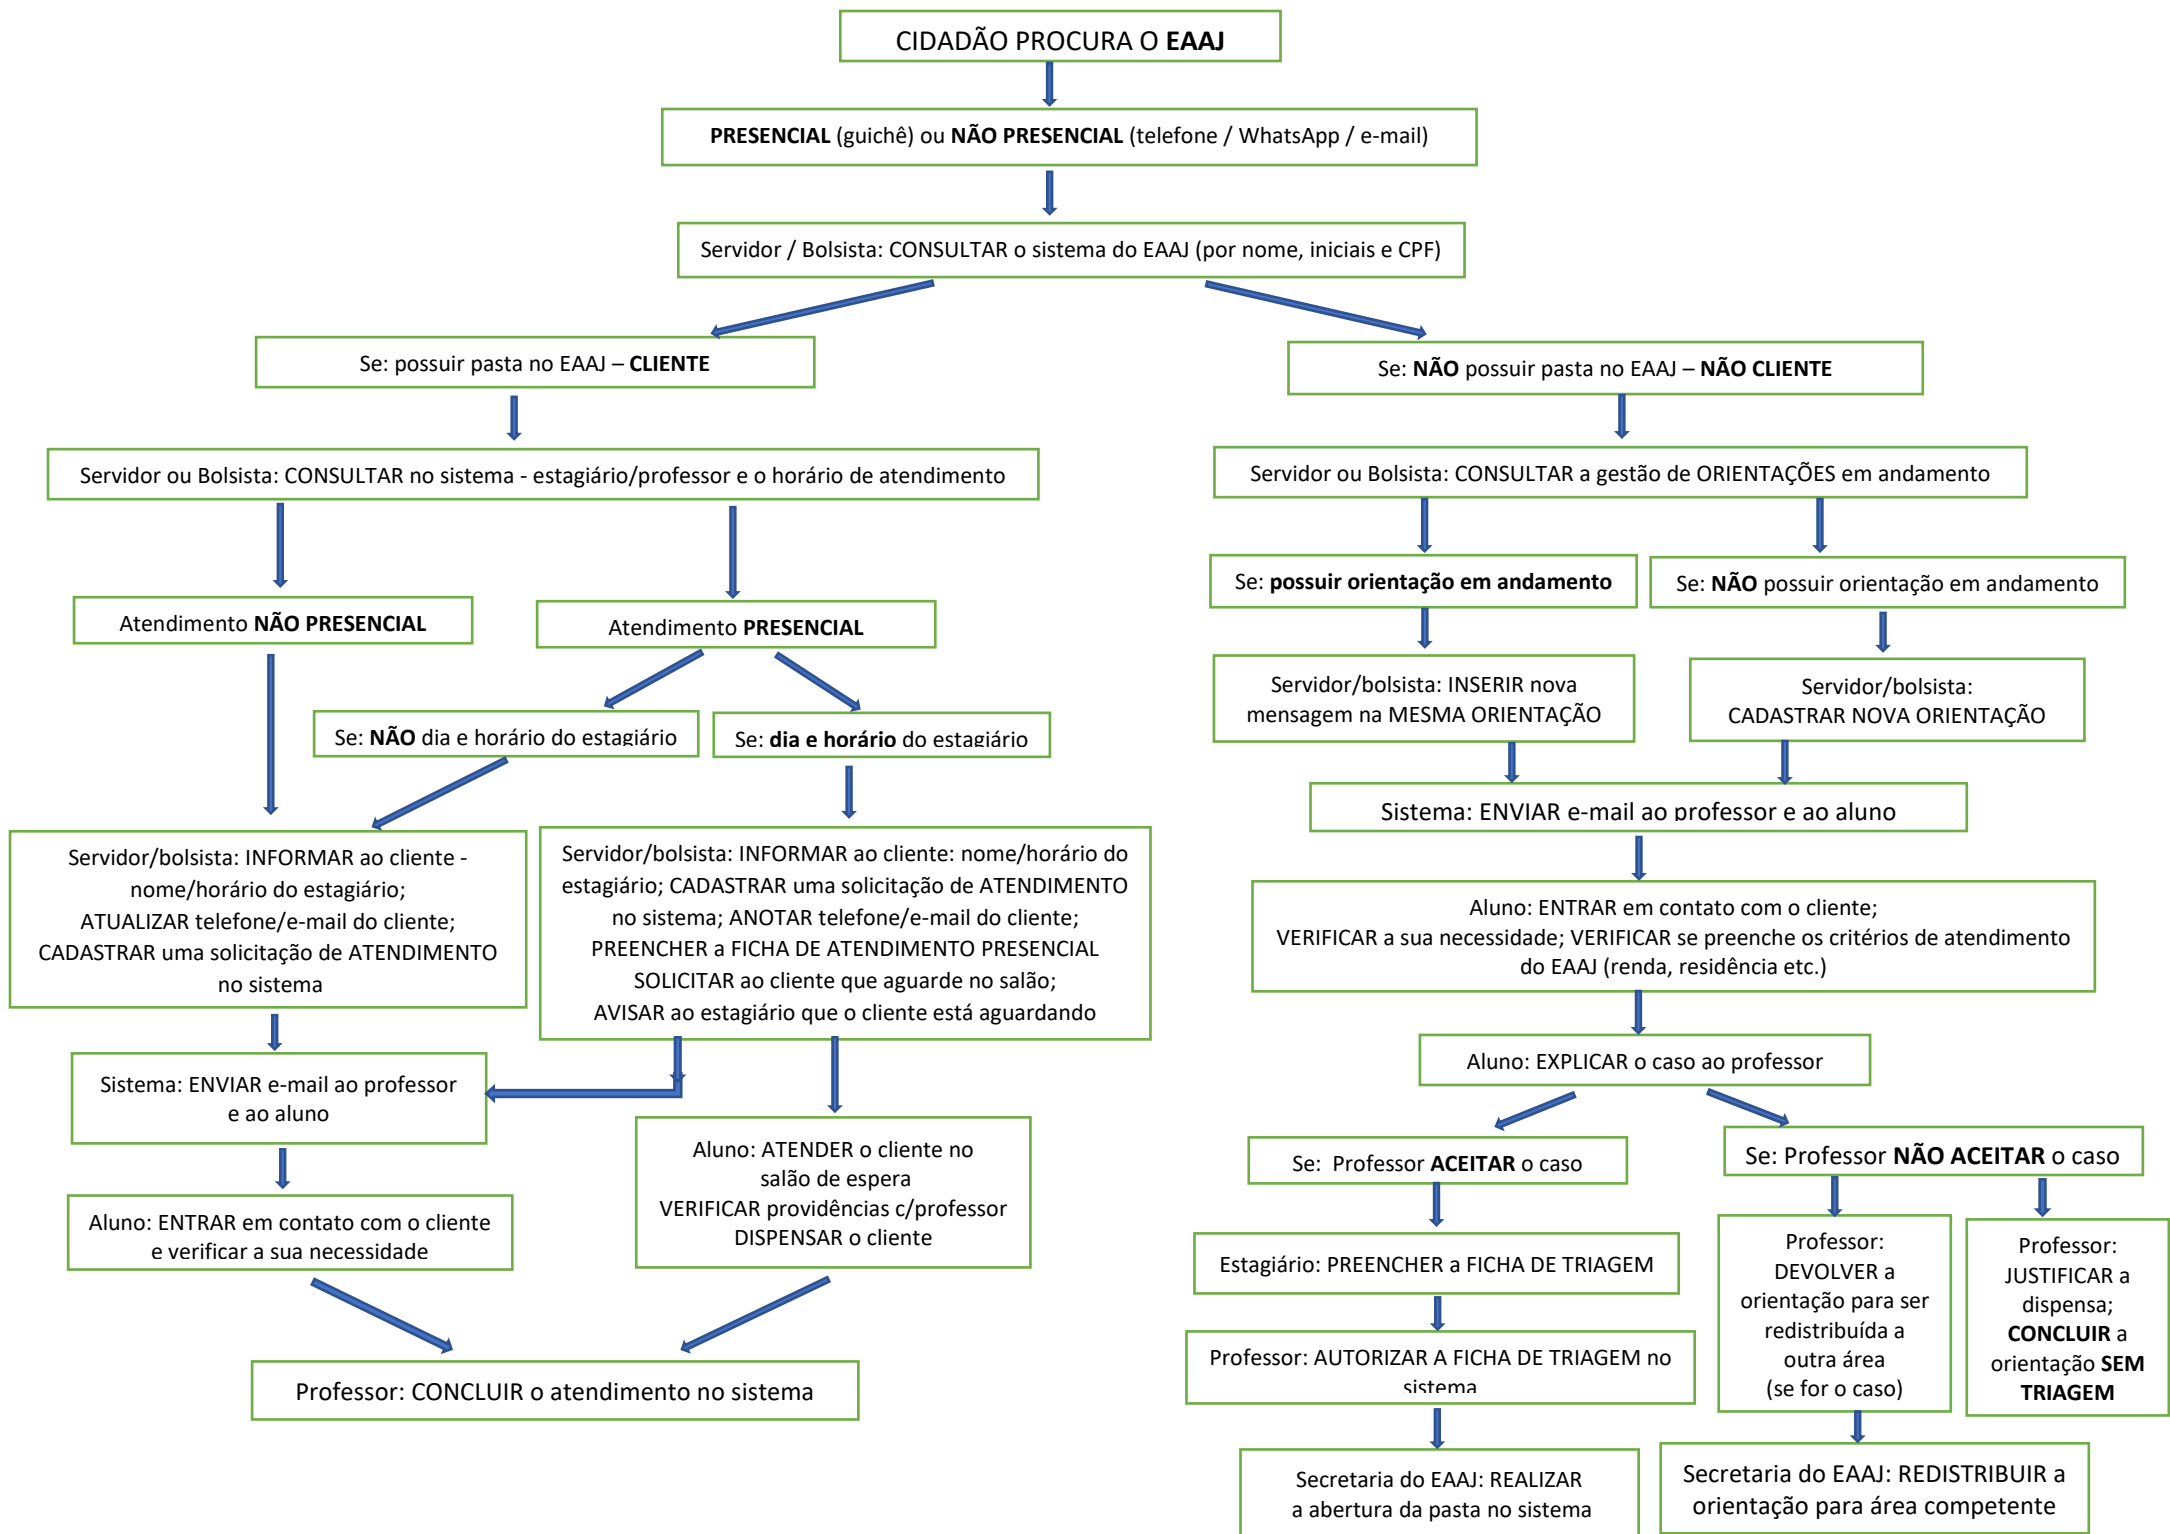 CIDADÃO PROCURA O EAAJ
PRESENCIAL (guichê) ou NÃO PRESENCIAL (telefone / WhatsApp / e-mail)
Servidor / Bolsista: CONSULTAR o sistema do EAAJ (por nome, iniciais e CPF)
Se: possuir pasta no EAAJ – CLIENTE
Se: NÃO possuir pasta no EAAJ – NÃO CLIENTE
Servidor ou Bolsista: CONSULTAR no sistema - estagiário/professor e o horário de atendimento
Servidor ou Bolsista: CONSULTAR a gestão de ORIENTAÇÕES em andamento
Atendimento NÃO PRESENCIAL
Atendimento PRESENCIAL
Se: possuir orientação em andamento
Se: NÃO possuir orientação em andamento
Se: NÃO dia e horário do estagiário
Se: dia e horário do estagiário
Servidor/bolsista: INSERIR nova
mensagem na MESMA ORIENTAÇÃO
Servidor/bolsista:
CADASTRAR NOVA ORIENTAÇÃO
Sistema: ENVIAR e-mail ao professor e ao aluno
Servidor/bolsista: INFORMAR ao cliente -
nome/horário do estagiário;
ATUALIZAR telefone/e-mail do cliente;
CADASTRAR uma solicitação de ATENDIMENTO
no sistema
Servidor/bolsista: INFORMAR ao cliente: nome/horário do
estagiário; CADASTRAR uma solicitação de ATENDIMENTO
no sistema; ANOTAR telefone/e-mail do cliente;
PREENCHER a FICHA DE ATENDIMENTO PRESENCIAL
SOLICITAR ao cliente que aguarde no salão;
AVISAR ao estagiário que o cliente está aguardando
Aluno: ENTRAR em contato com o cliente;
VERIFICAR a sua necessidade; VERIFICAR se preenche os critérios de atendimento
do EAAJ (renda, residência etc.)
Sistema: ENVIAR e-mail ao professor
e ao aluno
Aluno: EXPLICAR o caso ao professor
Aluno: ATENDER o cliente no
salão de espera
VERIFICAR providências c/professor
DISPENSAR o cliente
Se: Professor ACEITAR o caso
Se: Professor NÃO ACEITAR o caso
Aluno: ENTRAR em contato com o cliente
e verificar a sua necessidade
Estagiário: PREENCHER a FICHA DE TRIAGEM
Professor:
DEVOLVER a
orientação para ser
redistribuída a
outra área
(se for o caso)
Professor:
JUSTIFICAR a
dispensa;
CONCLUIR a
orientação SEM
TRIAGEM
Professor: CONCLUIR o atendimento no sistema
Professor: AUTORIZAR A FICHA DE TRIAGEM no
sistema
Secretaria do EAAJ: REALIZAR
a abertura da pasta no sistema
Secretaria do EAAJ: REDISTRIBUIR a
orientação para área competente